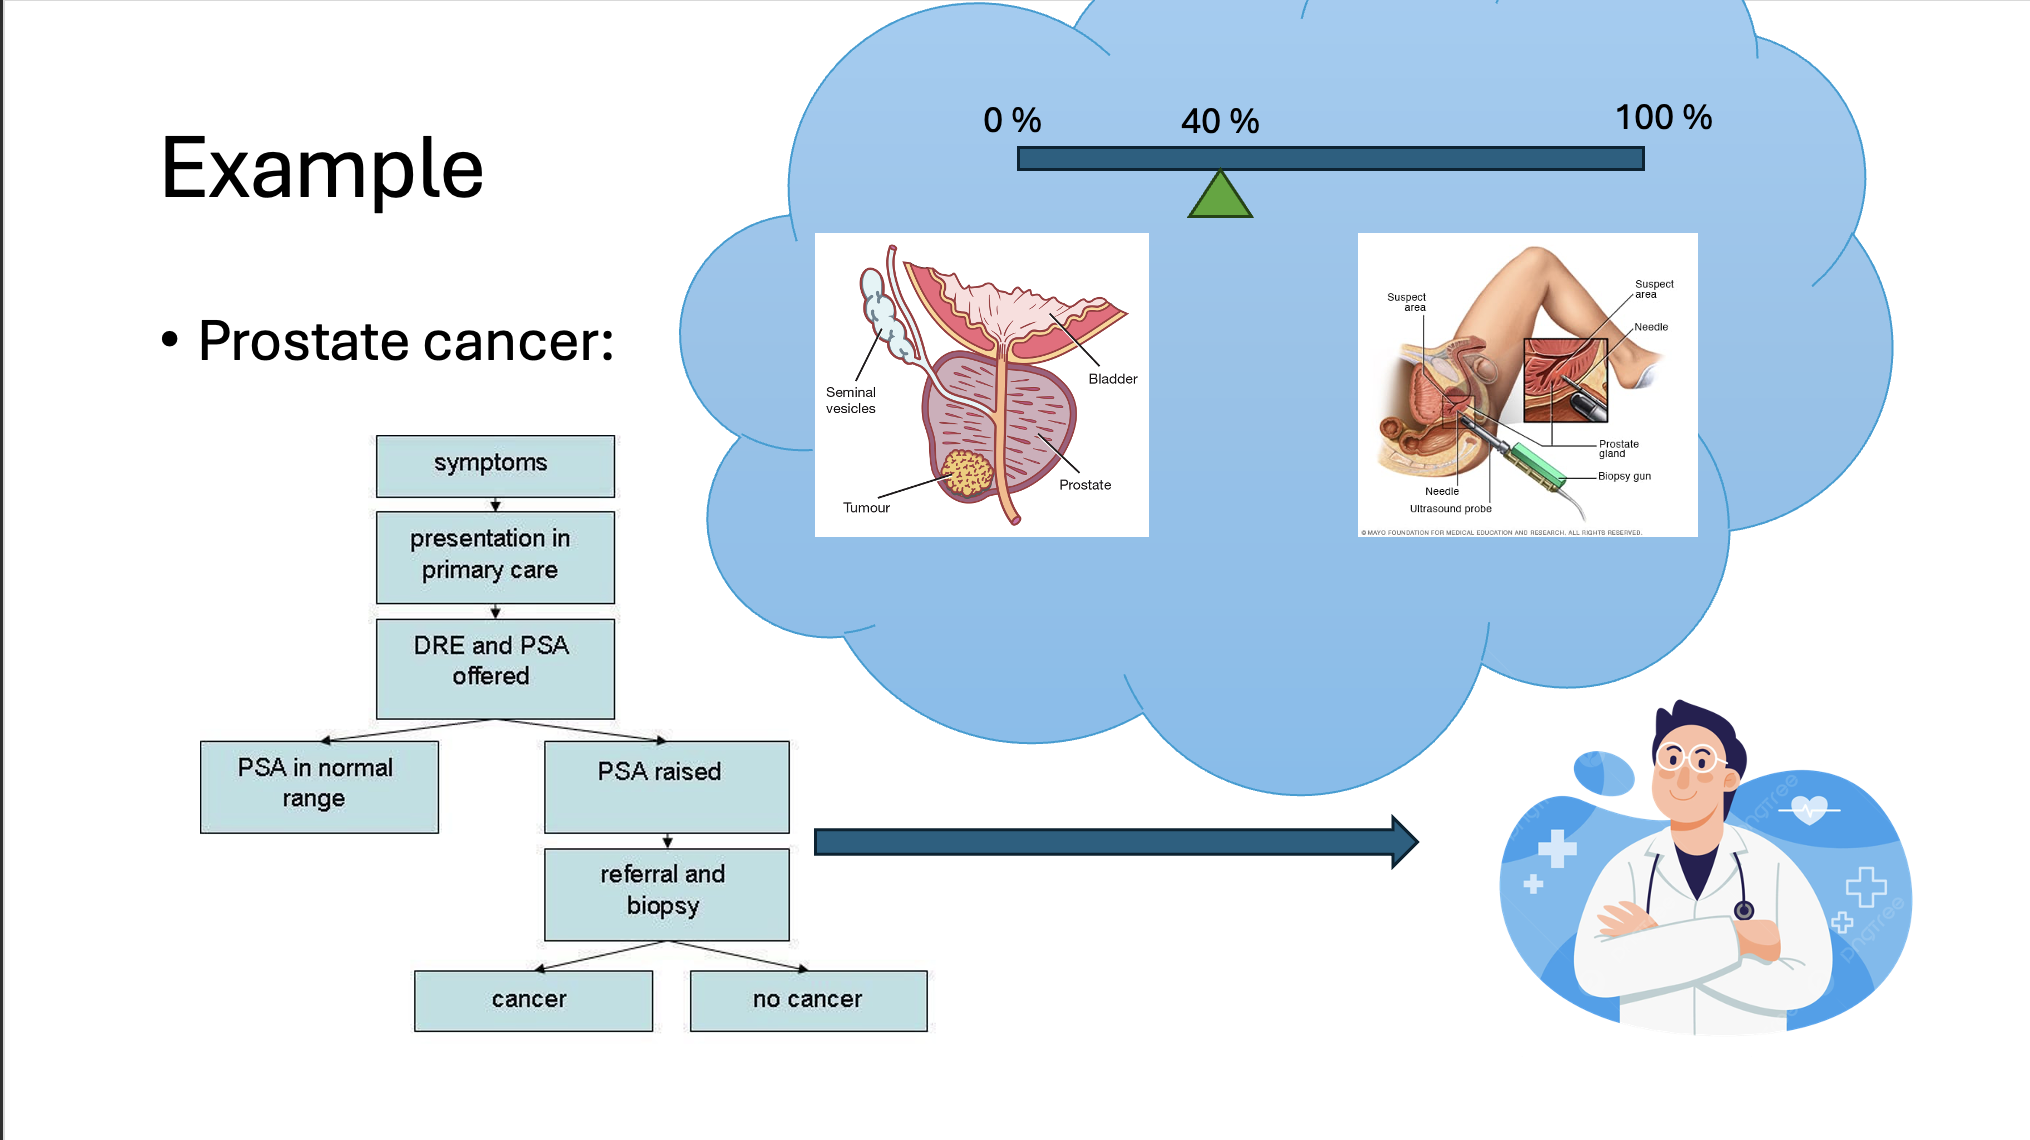 Example
• Prostate cancer:
symptoms
presentation in
primary care
DRE and PSA
offered
PSA in normal
range
PSA raised
referral and
biopsy
cancer
no cancer
0 %
40 %
100 %
Seminal
vesicles
Bladder
Prostate
Tumour
Suspect
area
Suspect
area
Needle
Prostate
gland
Biopsy gun
Needle
Ultrasound probe
© MAYO FOUNDATION FOR MEDICAL EDUCATION AND RESEARCH. ALL RIGHTS RESERVED.
pngtree
pngtree